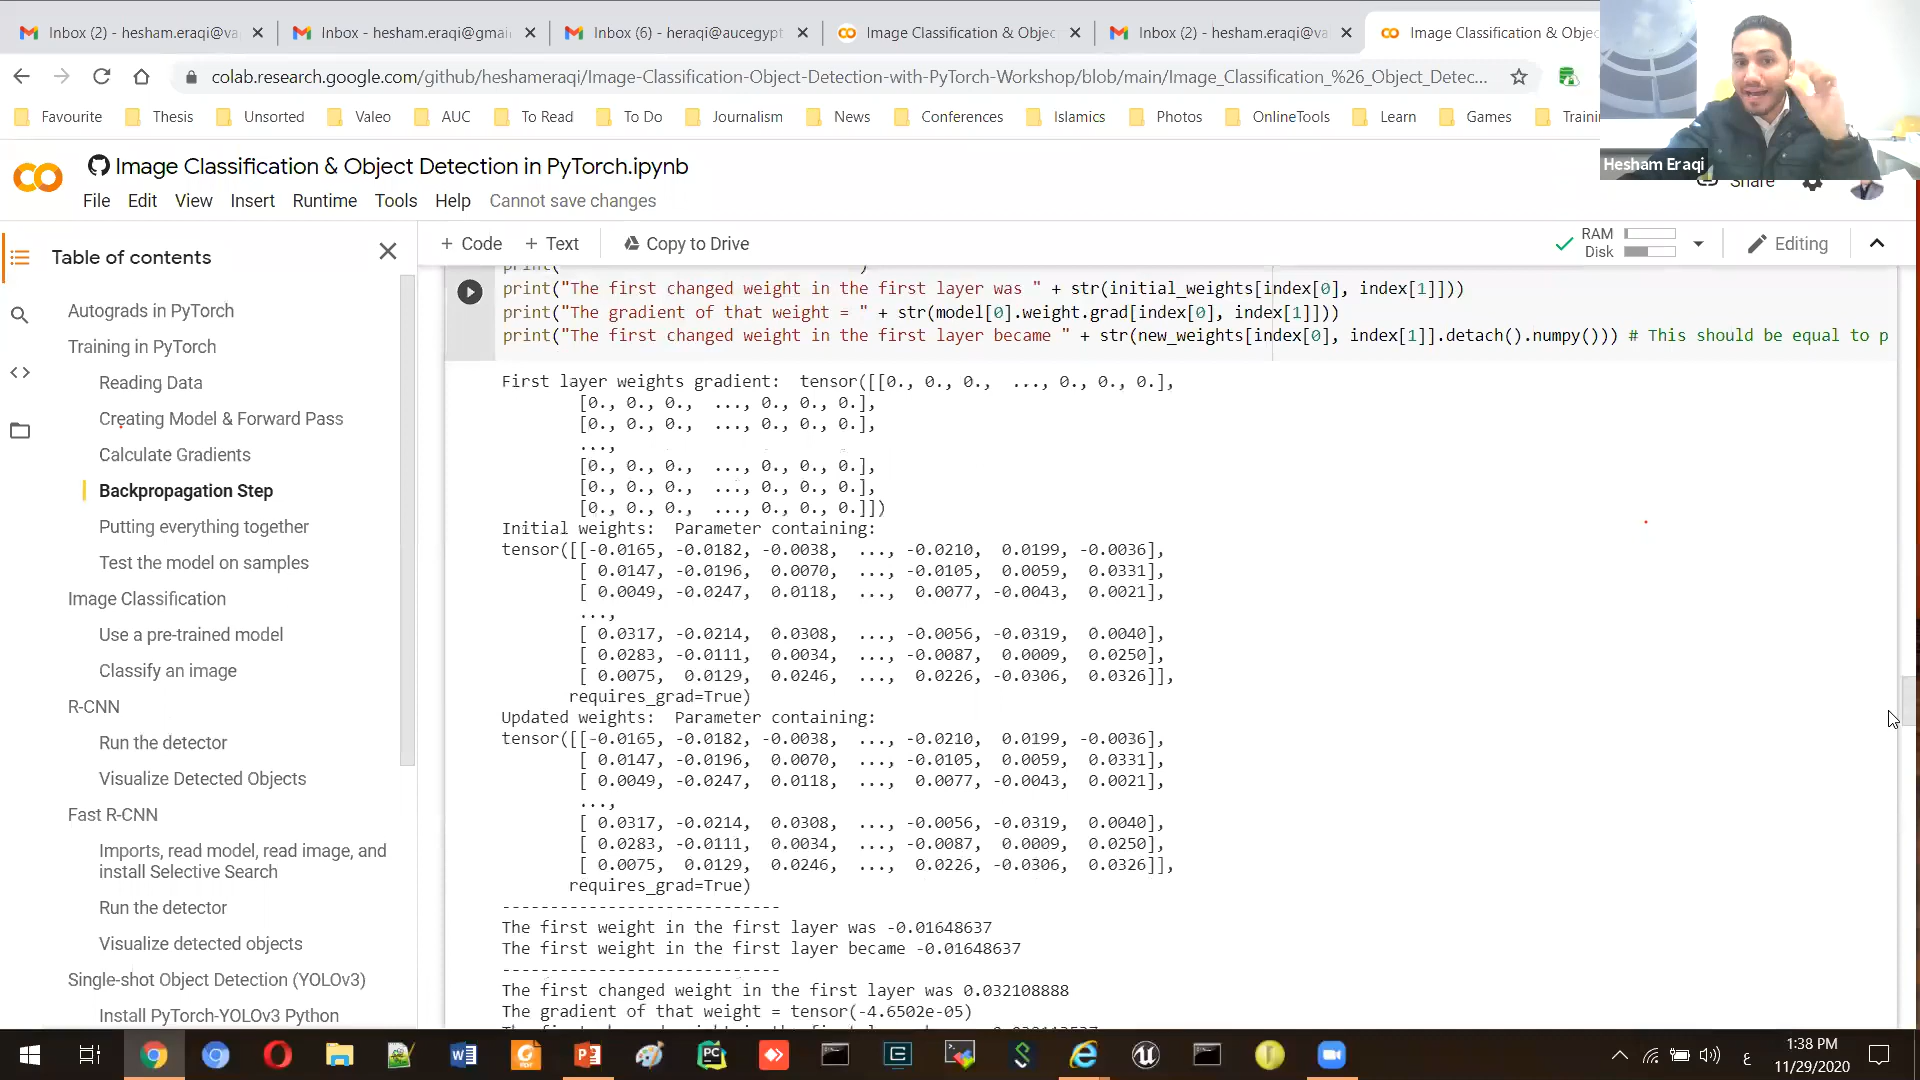 Inbox (2) - hesham.eraqi@va
Inbox - hesham.eraqi@gmai
Inbox (6) - heraqi@aucegypt
Image Classification & Objec
Inbox (2) - hesham.eraqi@va
Image Classification & Obje
colab.research.google.com/github/heshameraqi/Image-Classification-Object-Detection-with-PyTorch-Workshop/blob/main/Image_Classification_%26_Object_Detec...
Favourite
Thesis
Unsorted
Valeo
AUC
To Read
To Do
Journalism
News
Conferences
Islamics
Photos
OnlineTools
Learn
Games
Traini
Hesham Eraqi
Image Classification & Object Detection in PyTorch.ipynb
File Edit View Insert Runtime Tools Help Cannot save changes
Share
Table of contents
+ Code + Text
Copy to Drive
RAM
Disk
Editing
Autograds in PyTorch
Training in PyTorch
Reading Data
Creating Model & Forward Pass
Calculate Gradients
Backpropagation Step
Putting everything together
Test the model on samples
Image Classification
Use a pre-trained model
Classify an image
R-CNN
Run the detector
Visualize Detected Objects
Fast R-CNN
Imports, read model, read image, and
install Selective Search
Run the detector
Visualize detected objects
Single-shot Object Detection (YOLOv3)
Install PyTorch-YOLOv3 Python
print("The first changed weight in the first layer was " + str(initial_weights[index[0], index[1]]))
print("The gradient of that weight = " + str(model[0].weight.grad[index[0], index[1]]))
print("The first changed weight in the first layer became " + str(new_weights[index[0], index[1]].detach().numpy())) # This should be equal to p
First layer weights gradient:  tensor([[0., 0., 0.,  ..., 0., 0., 0.],
[0., 0., 0.,  ..., 0., 0., 0.],
[0., 0., 0.,  ..., 0., 0., 0.],
...,
[0., 0., 0.,  ..., 0., 0., 0.],
[0., 0., 0.,  ..., 0., 0., 0.],
[0., 0., 0.,  ..., 0., 0., 0.]])
Initial weights:  Parameter containing:
tensor([[-0.0165, -0.0182, -0.0038,  ..., -0.0210,  0.0199, -0.0036],
[ 0.0147, -0.0196,  0.0070,  ..., -0.0105,  0.0059,  0.0331],
[ 0.0049, -0.0247,  0.0118,  ...,  0.0077, -0.0043,  0.0021],
...,
[ 0.0317, -0.0214,  0.0308,  ..., -0.0056, -0.0319,  0.0040],
[ 0.0283, -0.0111,  0.0034,  ..., -0.0087,  0.0009,  0.0250],
[ 0.0075,  0.0129,  0.0246,  ...,  0.0226, -0.0306,  0.0326]],
requires_grad=True)
Updated weights:  Parameter containing:
tensor([[-0.0165, -0.0182, -0.0038,  ..., -0.0210,  0.0199, -0.0036],
[ 0.0147, -0.0196,  0.0070,  ..., -0.0105,  0.0059,  0.0331],
[ 0.0049, -0.0247,  0.0118,  ...,  0.0077, -0.0043,  0.0021],
...,
[ 0.0317, -0.0214,  0.0308,  ..., -0.0056, -0.0319,  0.0040],
[ 0.0283, -0.0111,  0.0034,  ..., -0.0087,  0.0009,  0.0250],
[ 0.0075,  0.0129,  0.0246,  ...,  0.0226, -0.0306,  0.0326]],
requires_grad=True)
-----------------------------
The first weight in the first layer was -0.01648637
The first weight in the first layer became -0.01648637
-----------------------------
The first changed weight in the first layer was 0.032108888
The gradient of that weight = tensor(-4.6502e-05)
ع
1:38 PM
11/29/2020